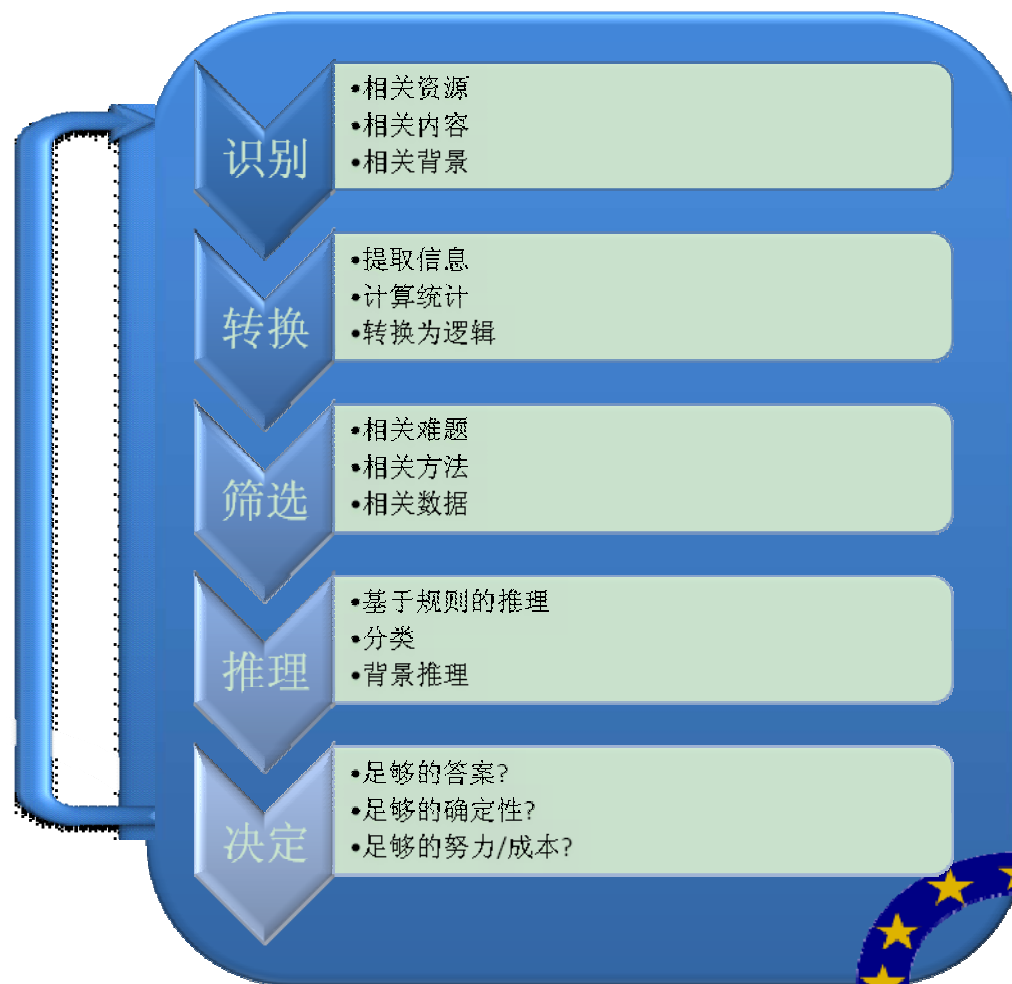 识别
•相关资源
•相关内容
•相关背景
转换
•提取信息
•计算统计
•转换为逻辑
筛选
•相关难题
•相关方法
•相关数据
推理
•基于规则的推理
•分类
•背景推理
决定
•足够的答案?
•足够的确定性?
•足够的努力/成本?